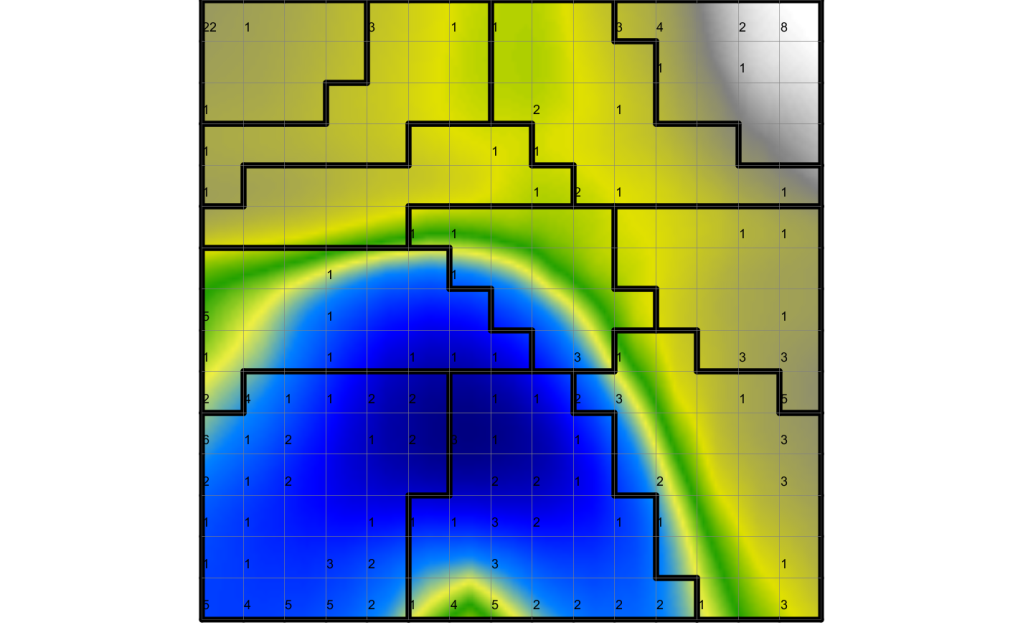 22 1 3 1 1 3 4 2 8
1 1
1 2 1
1 1 1
1 1 2 1 1
1 1 1 1
1 1
5 1 1
1 1 1 1 1 3 1 3 3
2 4 1 1 2 2 1 1 2 3 1 5
6 1 2 1 2 3 1 1 3
2 1 2 2 2 1 2 3
1 1 1 1 1 3 2 1 1
1 1 3 2 3 1
5 4 5 5 2 1 4 5 2 2 2 2 1 3